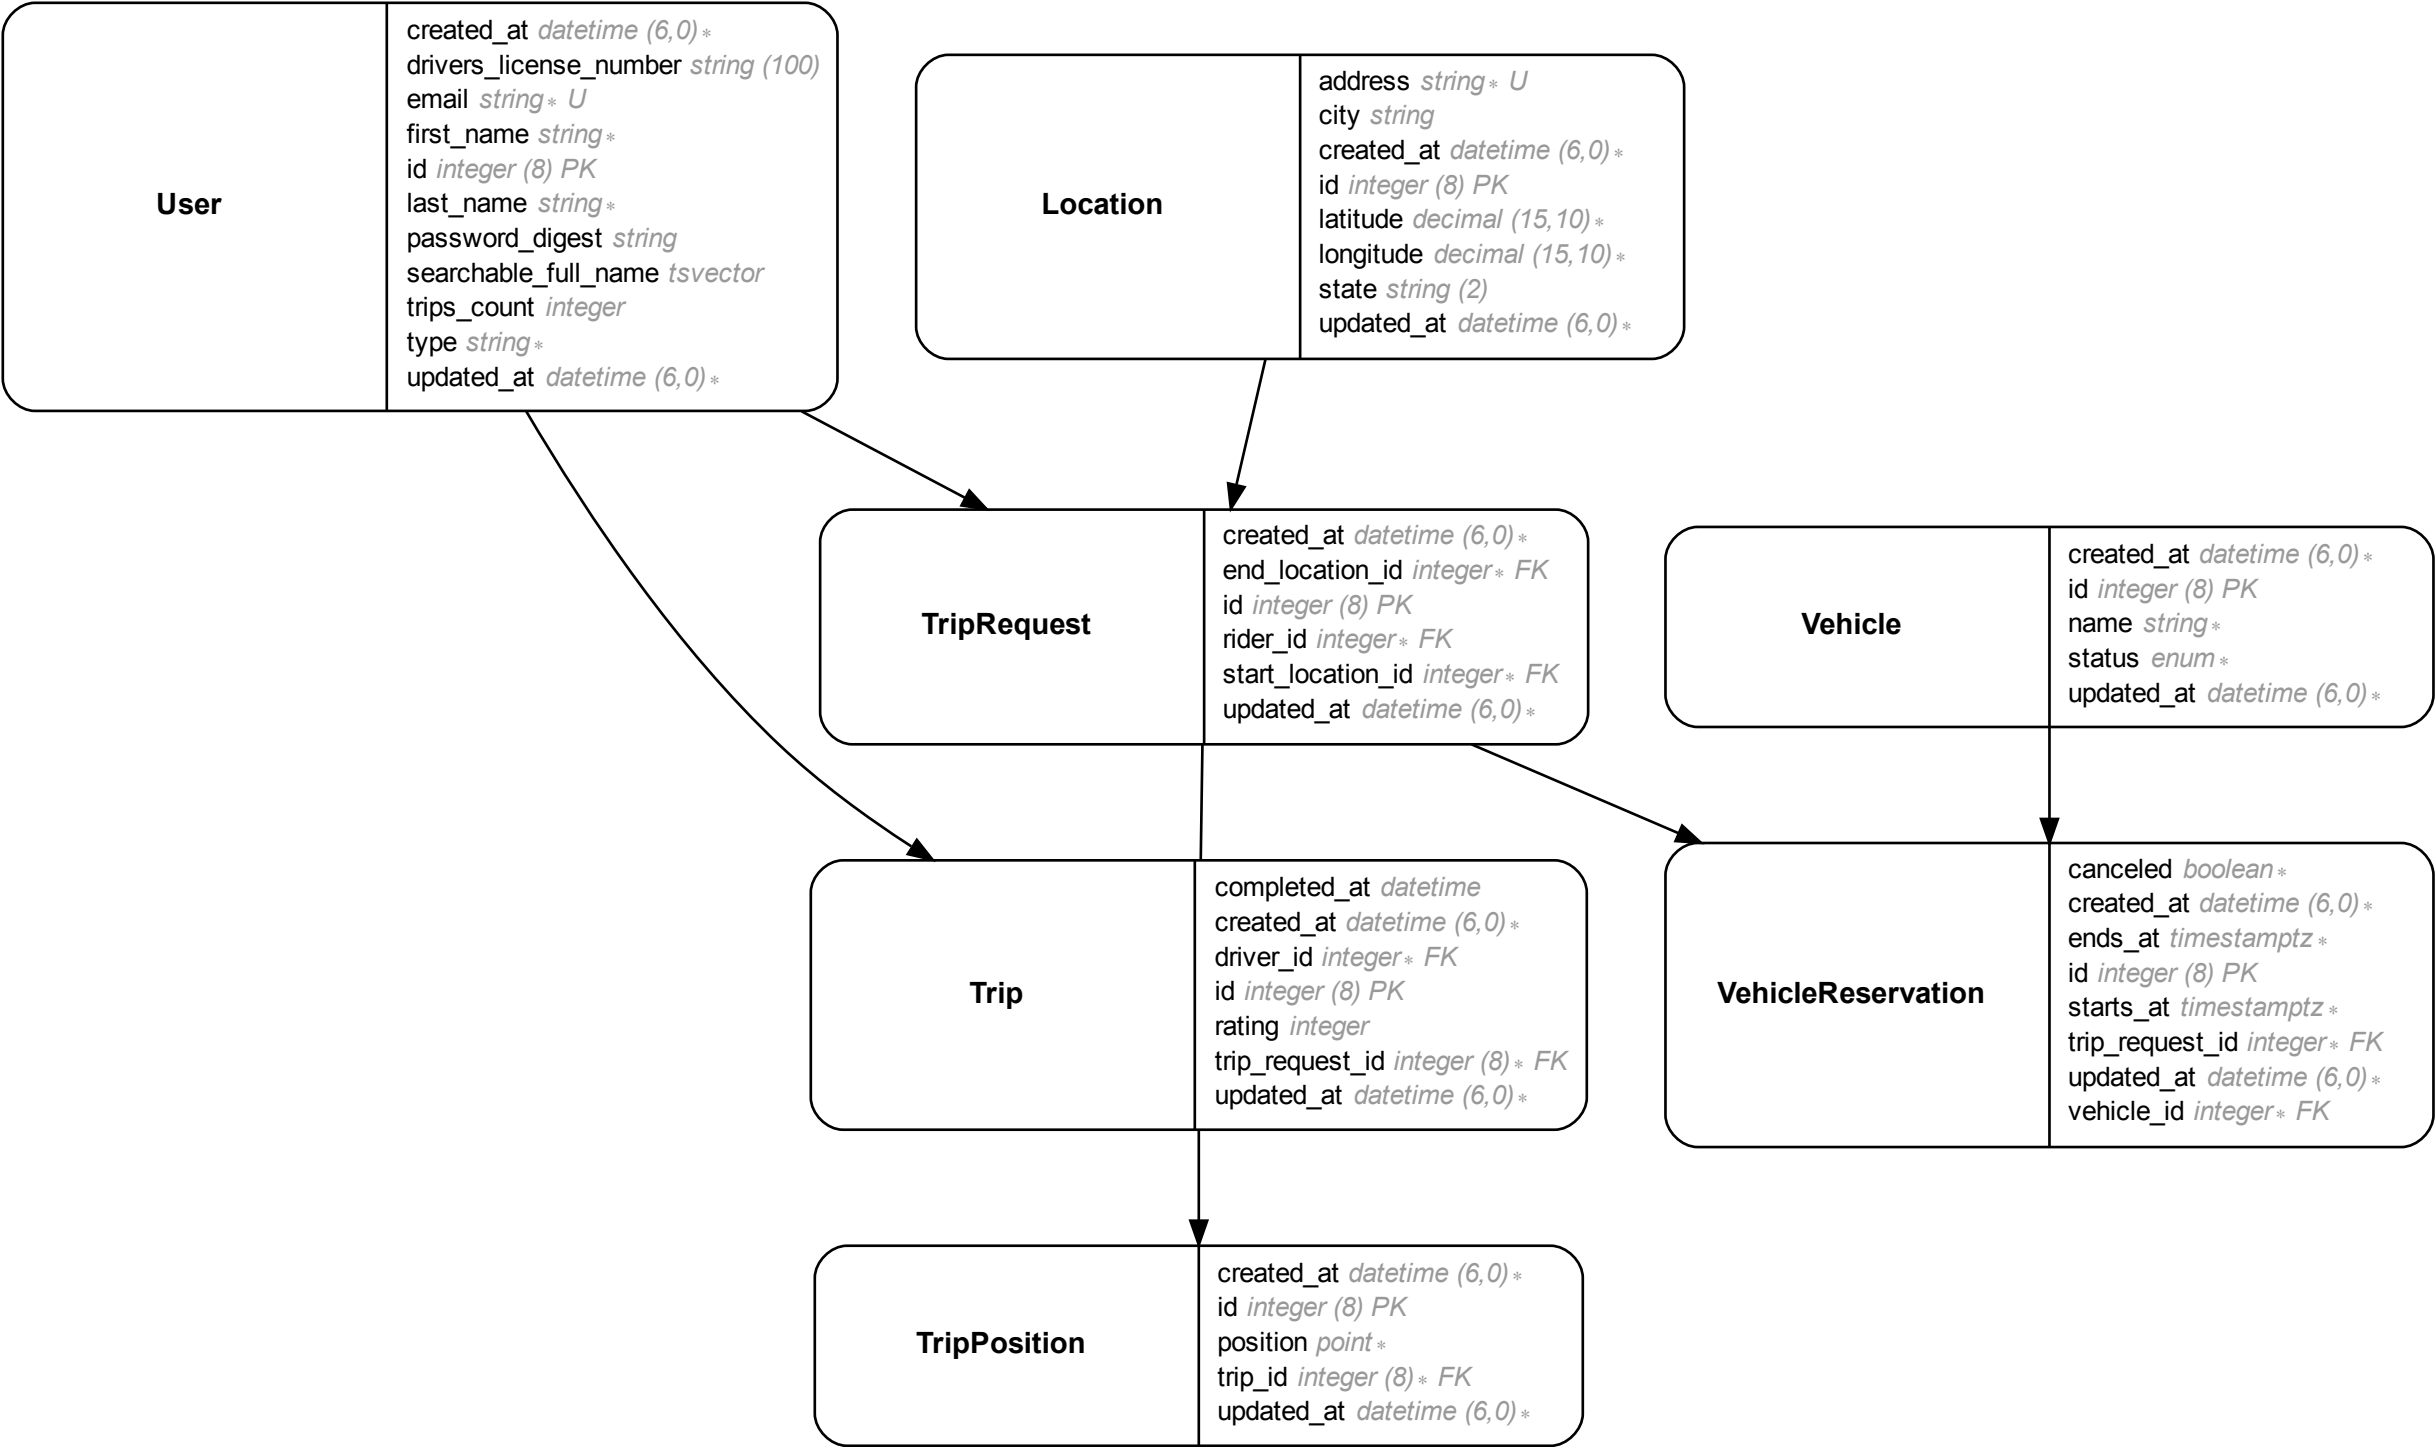 User
created_at datetime (6,0) ∗
drivers_license_number string (100)
email string ∗ U
first_name string ∗
id integer (8) PK
last_name string ∗
password_digest string
searchable_full_name tsvector
trips_count integer
type string ∗
updated_at datetime (6,0) ∗
Location
address string ∗ U
city string
created_at datetime (6,0) ∗
id integer (8) PK
latitude decimal (15,10) ∗
longitude decimal (15,10) ∗
state string (2)
updated_at datetime (6,0) ∗
TripRequest
created_at datetime (6,0) ∗
end_location_id integer ∗ FK
id integer (8) PK
rider_id integer ∗ FK
start_location_id integer ∗ FK
updated_at datetime (6,0) ∗
Vehicle
created_at datetime (6,0) ∗
id integer (8) PK
name string ∗
status enum ∗
updated_at datetime (6,0) ∗
Trip
completed_at datetime
created_at datetime (6,0) ∗
driver_id integer ∗ FK
id integer (8) PK
rating integer
trip_request_id integer (8) ∗ FK
updated_at datetime (6,0) ∗
VehicleReservation
canceled boolean ∗
created_at datetime (6,0) ∗
ends_at timestamptz ∗
id integer (8) PK
starts_at timestamptz ∗
trip_request_id integer ∗ FK
updated_at datetime (6,0) ∗
vehicle_id integer ∗ FK
TripPosition
created_at datetime (6,0) ∗
id integer (8) PK
position point ∗
trip_id integer (8) ∗ FK
updated_at datetime (6,0) ∗